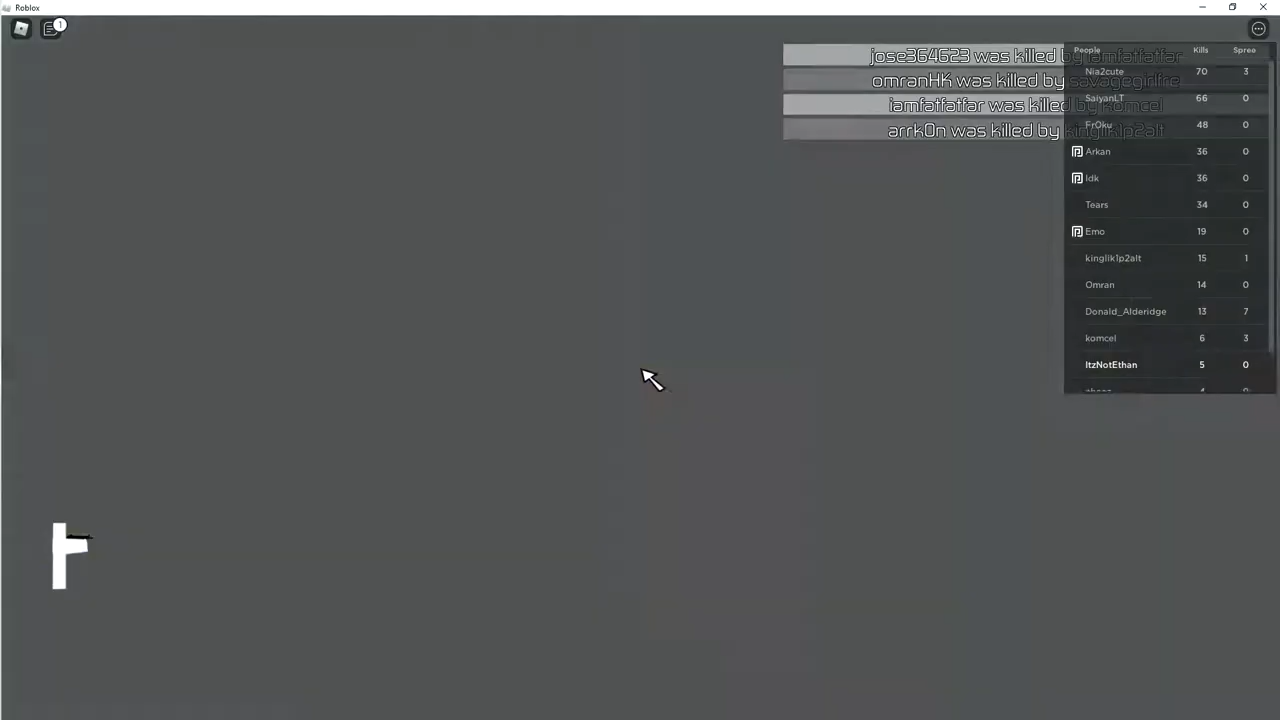 Roblox
1
jose364623 was killed by iamfatfatfar
omranHK was killed by savagegirlfre
iamfatfatfar was killed by komcel
arrk0n was killed by kinglik1p2alt
People Kills Spree
Nia2cute 70 3
SaiyanLT 66 0
FrOku 48 0
Arkan 36 0
Idk 36 0
Tears 34 0
Emo 19 0
kinglik1p2alt 15 1
Omran 14 0
Donald_Alderidge 13 7
komcel 6 3
ItzNotEthan 5 0